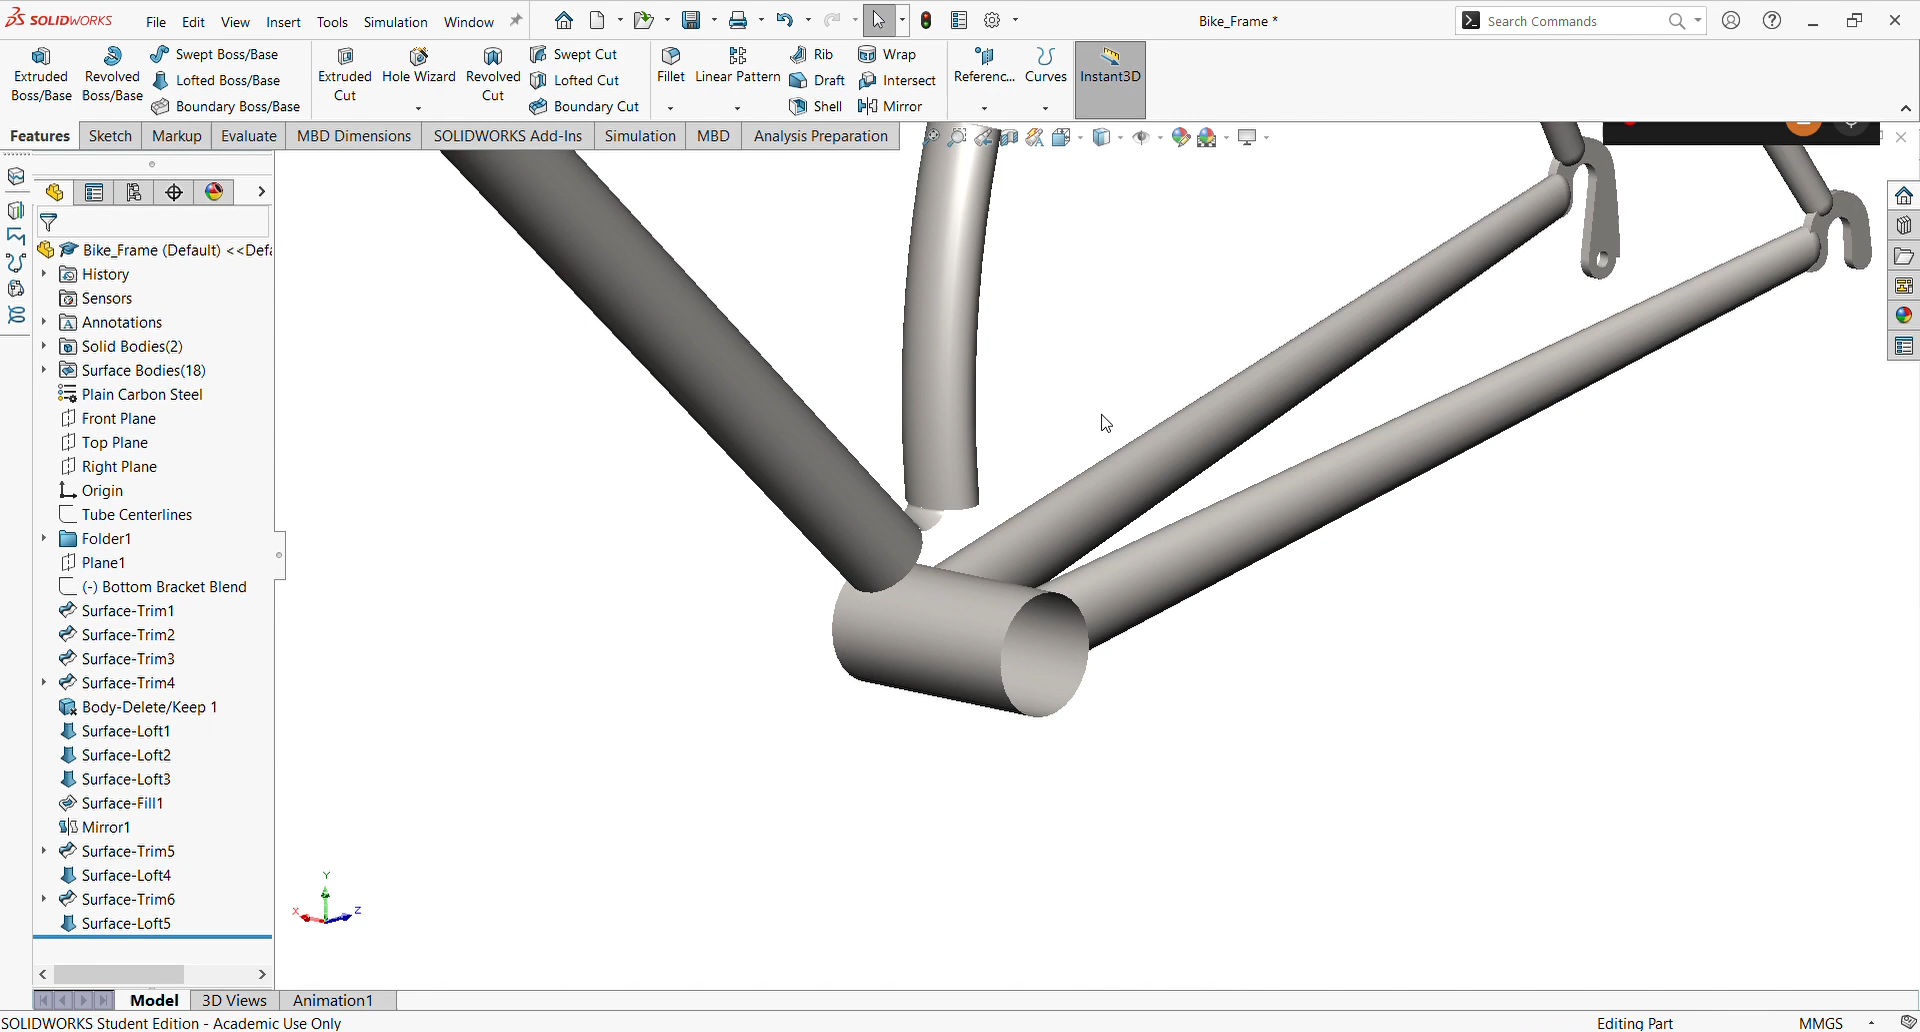 SOLIDWORKS File Edit View Insert Tools Simulation Window Bike_Frame * Search Commands
Extruded Boss/Base
Revolved Boss/Base
Swept Boss/Base
Lofted Boss/Base
Boundary Boss/Base
Extruded Cut
Hole Wizard
Revolved Cut
Swept Cut
Lofted Cut
Boundary Cut
Fillet
Linear Pattern
Rib
Draft
Shell
Wrap
Intersect
Mirror
Referenc...
Curves
Instant3D
Features Sketch Markup Evaluate MBD Dimensions SOLIDWORKS Add-Ins Simulation MBD Analysis Preparation
Bike_Frame (Default) <<Defa
History
Sensors
Annotations
Solid Bodies(2)
Surface Bodies(18)
Plain Carbon Steel
Front Plane
Top Plane
Right Plane
Origin
Tube Centerlines
Folder1
Plane1
(-) Bottom Bracket Blend
Surface-Trim1
Surface-Trim2
Surface-Trim3
Surface-Trim4
Body-Delete/Keep 1
Surface-Loft1
Surface-Loft2
Surface-Loft3
Surface-Fill1
Mirror1
Surface-Trim5
Surface-Loft4
Surface-Trim6
Surface-Loft5
Y
X
Z
Model 3D Views Animation1
SOLIDWORKS Student Edition - Academic Use Only Editing Part MMGS